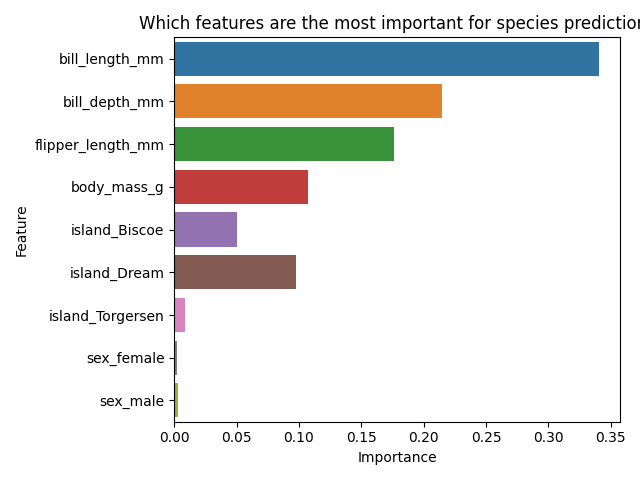 Which features are the most important for species prediction
bill_length_mm
bill_depth_mm
flipper_length_mm
body_mass_g
island_Biscoe
island_Dream
island_Torgersen
sex_female
sex_male
Feature
0.00 0.05 0.10 0.15 0.20 0.25 0.30 0.35
Importance